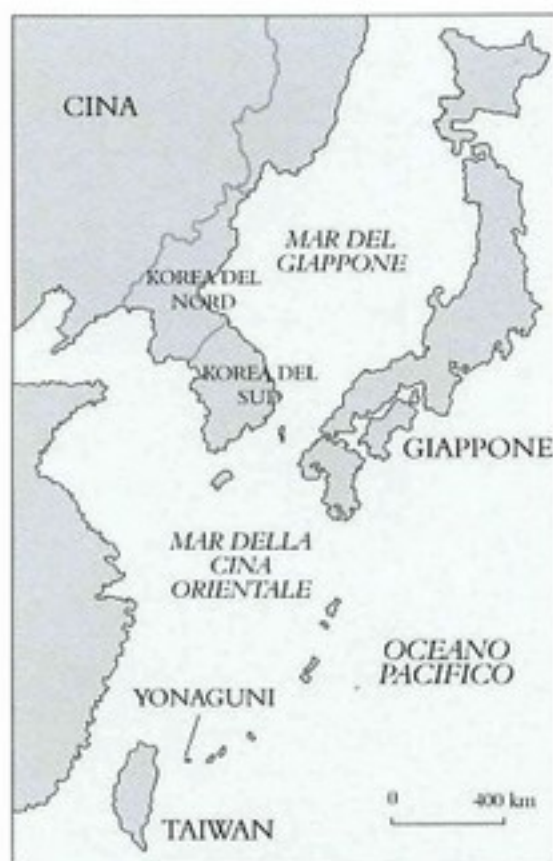 CINA
MAR DEL
GIAPPONE
KOREA DEL
NORD
KOREA DEL
SUD
GIAPPONE
MAR DELLA
CINA
ORIENTALE
OCEANO
PACIFICO
YONAGUNI
TAIWAN
0 400 km